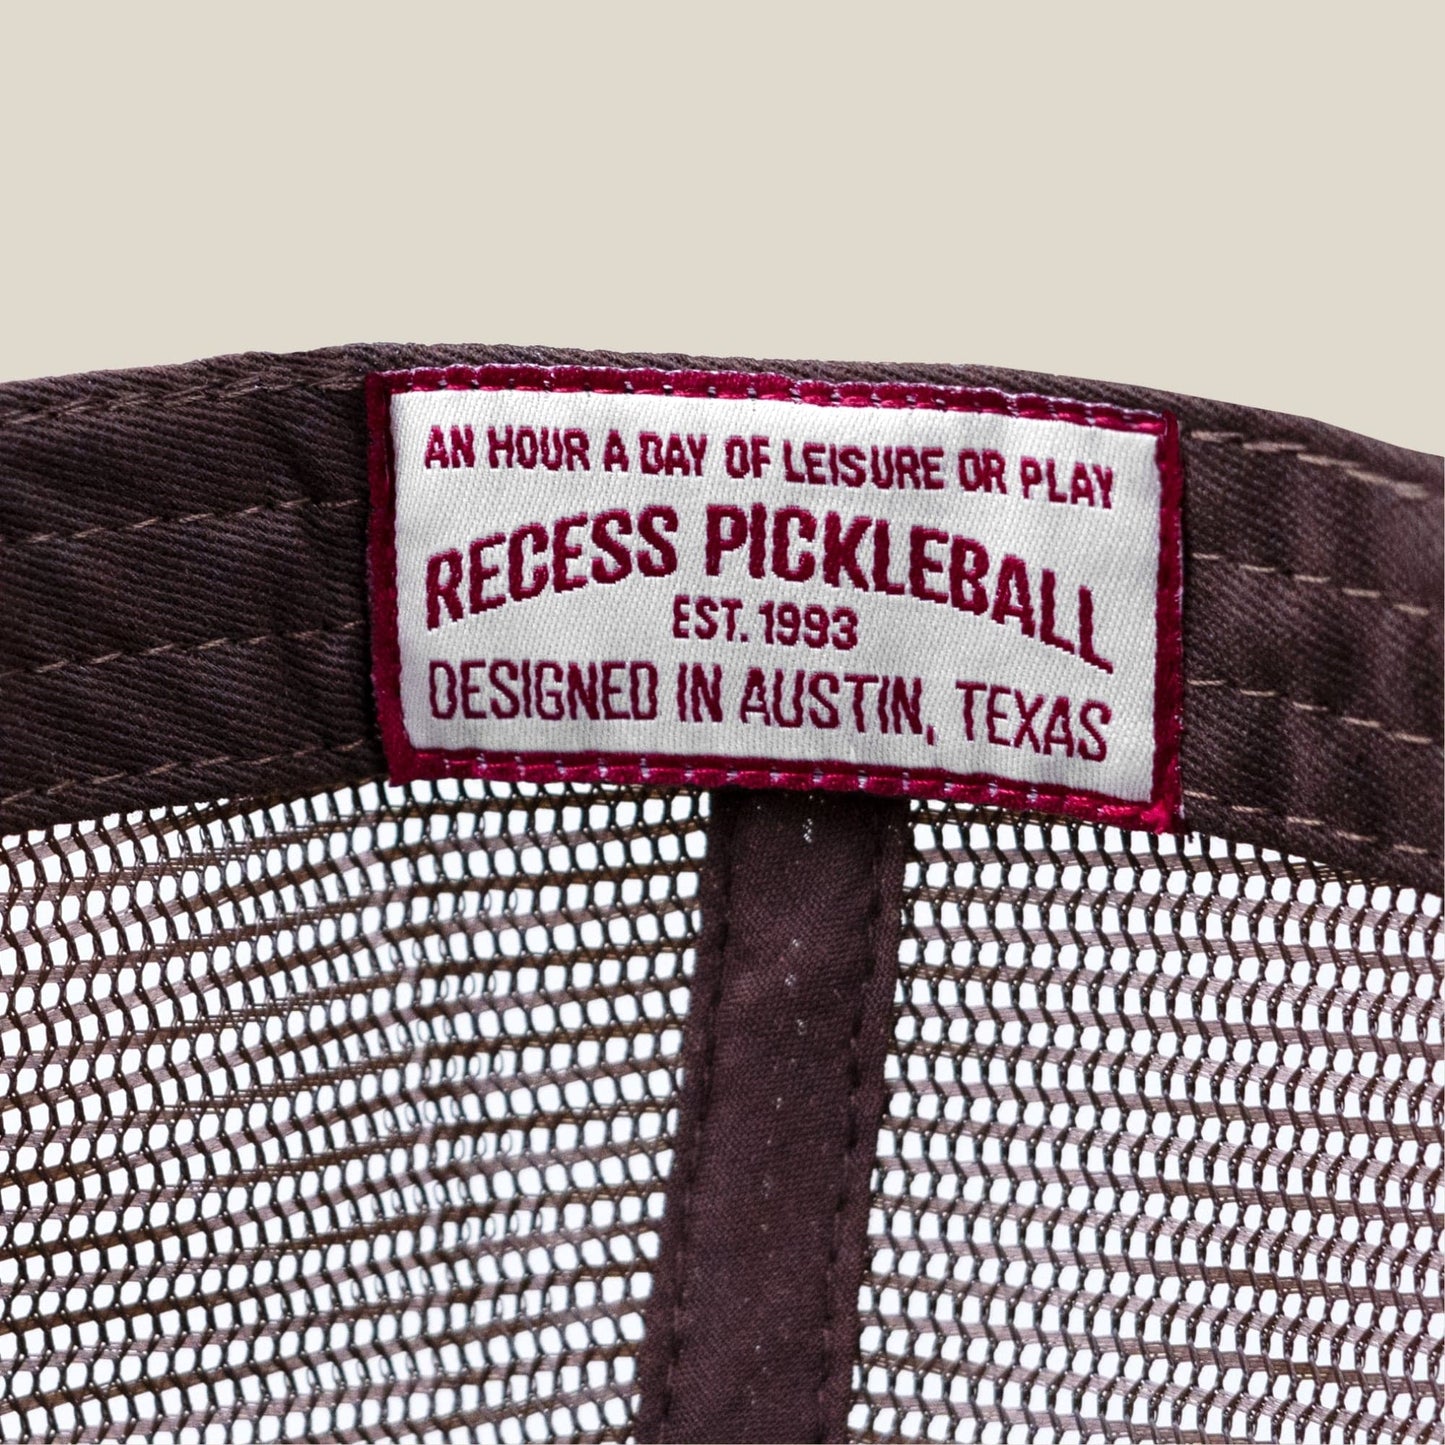 AN HOUR A DAY OF LEISURE OR PLAY
RECESS PICKLEBALL
EST. 1993
DESIGNED IN AUSTIN, TEXAS